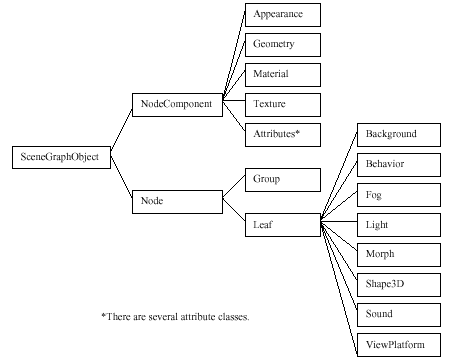 Appearance
Geometry
Material
NodeComponent
Texture
Attributes*
Background
SceneGraphObject
Behavior
Group
Fog
Node
Leaf
Light
Morph
Shape3D
Sound
*There are several attribute classes.
ViewPlatform